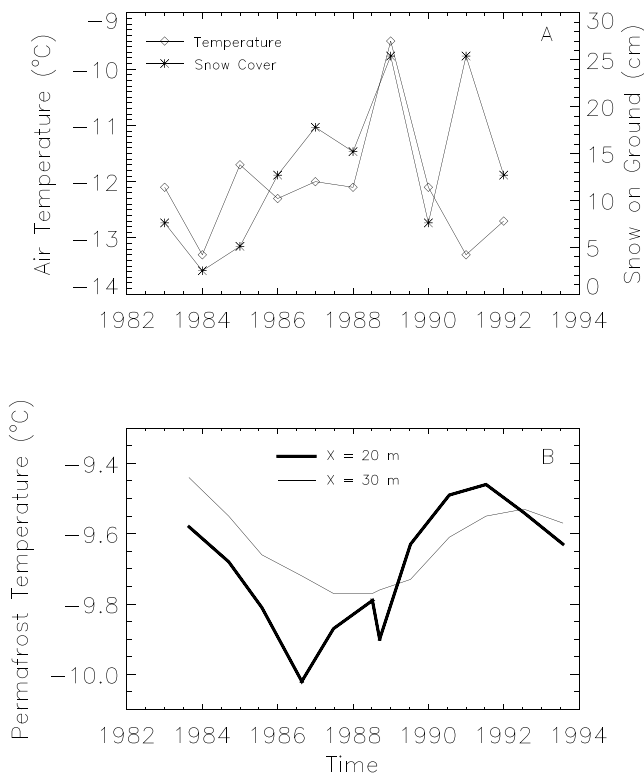 −9
−10
−11
−12
−13
−14
Air Temperature (°C)
Temperature
Snow Cover
A
30
25
20
15
10
5
0
Snow on Ground (cm)
1982 1984 1986 1988 1990 1992 1994
Permafrost Temperature (°C)
−9.4
−9.6
−9.8
−10.0
X = 20 m
X = 30 m
B
1982 1984 1986 1988 1990 1992 1994
Time